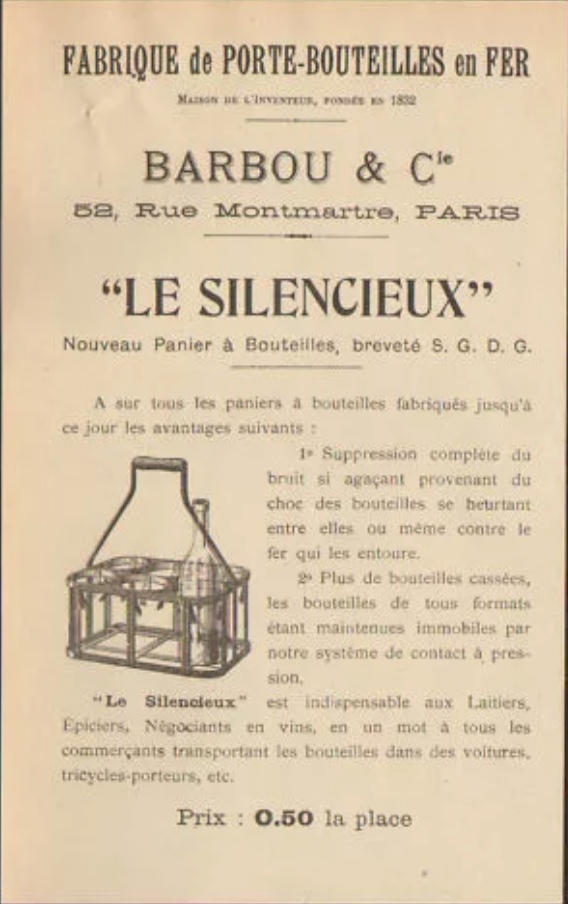 FABRIQUE de PORTE-BOUTEILLES en FER
MAISON DE L'INVENTEUR, FONDÉE EN 1832
BARBOU & Cie
52, Rue Montmartre, PARIS
"LE SILENCIEUX"
Nouveau Panier à Bouteilles, breveté S. G. D. G.
A sur tous les paniers à bouteilles fabriqués jusqu'à
ce jour les avantages suivants :
1º Suppression complète du
bruit si agaçant provenant du
choc des bouteilles se heurtant
entre elles ou même contre le
fer qui les entoure.
2º Plus de bouteilles cassées,
les bouteilles de tous formats
étant maintenues immobiles par
notre système de contact à pres-
sion.
"Le Silencieux" est indispensable aux Laitiers,
Epiciers, Négociants en vins, en un mot à tous les
commerçants transportant les bouteilles dans des voitures,
tricycles-porteurs, etc.
Prix : 0.50 la place